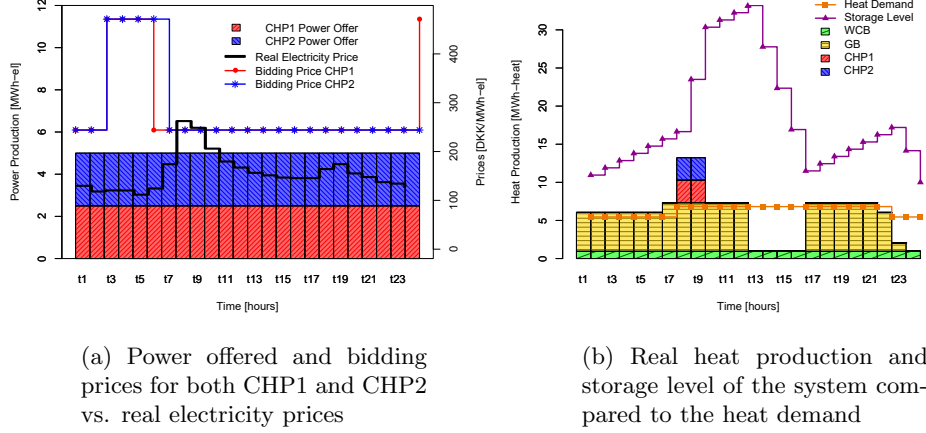 12
10
8
6
4
2
0
Power Production [MWh−el]
CHP1 Power Offer
CHP2 Power Offer
Real Electricity Price
Bidding Price CHP1
Bidding Price CHP2
400
300
200
100
0
Prices [DKK/MWh−el]
t1 t3 t5 t7 t9 t11 t13 t15 t17 t19 t21 t23
Time [hours]
(a) Power offered and bidding
prices for both CHP1 and CHP2
vs. real electricity prices
30
25
20
15
10
5
0
Heat Production [MWh−heat]
Heat Demand
Storage Level
WCB
GB
CHP1
CHP2
t1 t3 t5 t7 t9 t11 t13 t15 t17 t19 t21 t23
Time [hours]
(b) Real heat production and
storage level of the system com-
pared to the heat demand